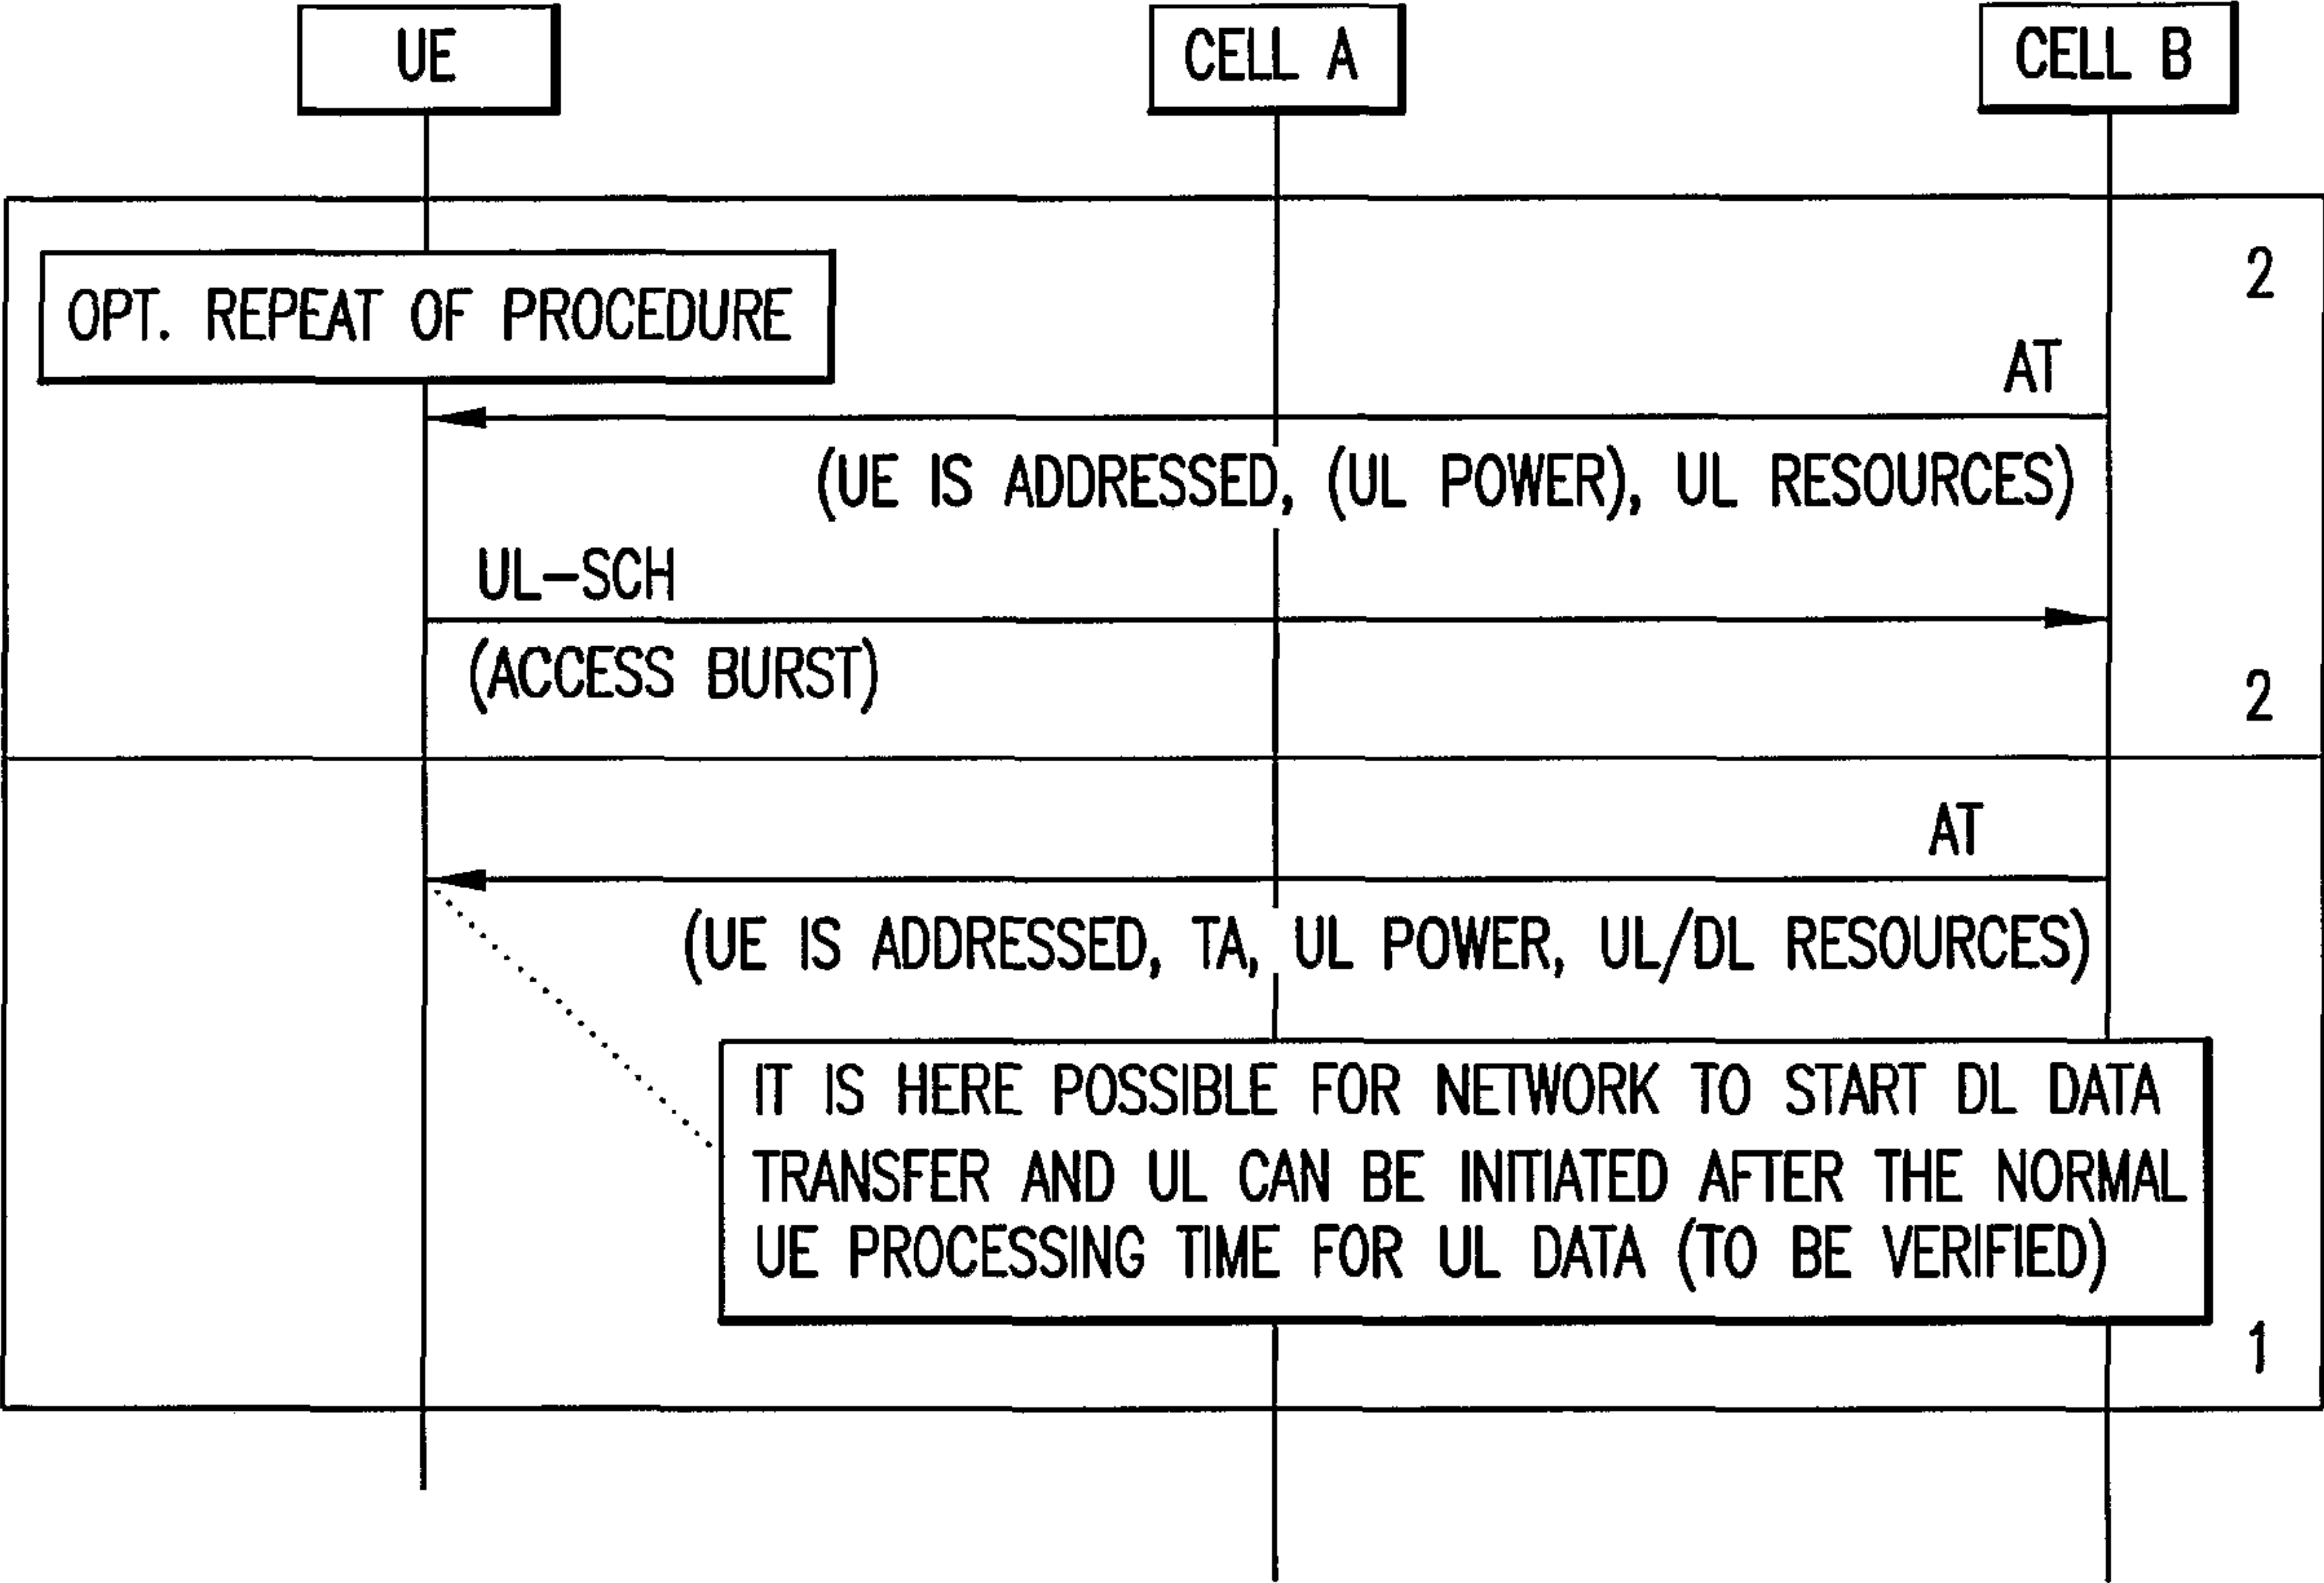 UE
CELL A
CELL B
2
OPT. REPEAT OF PROCEDURE
AT
(UE IS ADDRESSED, (UL POWER), UL RESOURCES)
UL-SCH
(ACCESS BURST)
2
AT
(UE IS ADDRESSED, TA, UL POWER, UL/DL RESOURCES)
IT IS HERE POSSIBLE FOR NETWORK TO START DL DATA
TRANSFER AND UL CAN BE INITIATED AFTER THE NORMAL
UE PROCESSING TIME FOR UL DATA (TO BE VERIFIED)
1